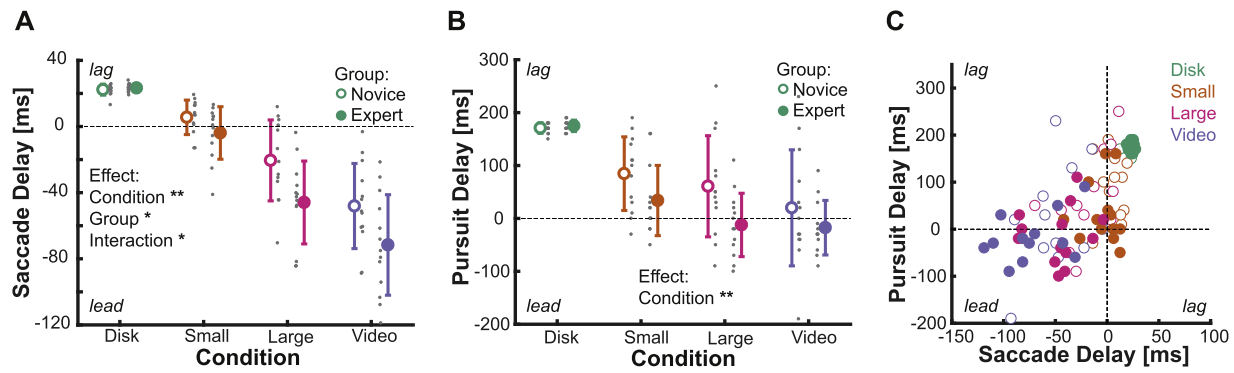 A
Saccade Delay [ms]
40
0
-40
-80
-120
lag
Group:
Novice
Expert
Effect:
Condition **
Group *
Interaction *
lead
Disk
Small
Large
Video
Condition
B
Pursuit Delay [ms]
300
200
100
0
-100
-200
lag
Group:
Novice
Expert
Effect:
Condition **
lead
Disk
Small
Large
Video
Condition
C
Pursuit Delay [ms]
300
200
100
0
-100
-200
lag
Disk
Small
Large
Video
lead
lag
-150
-100
-50
0
50
100
Saccade Delay [ms]